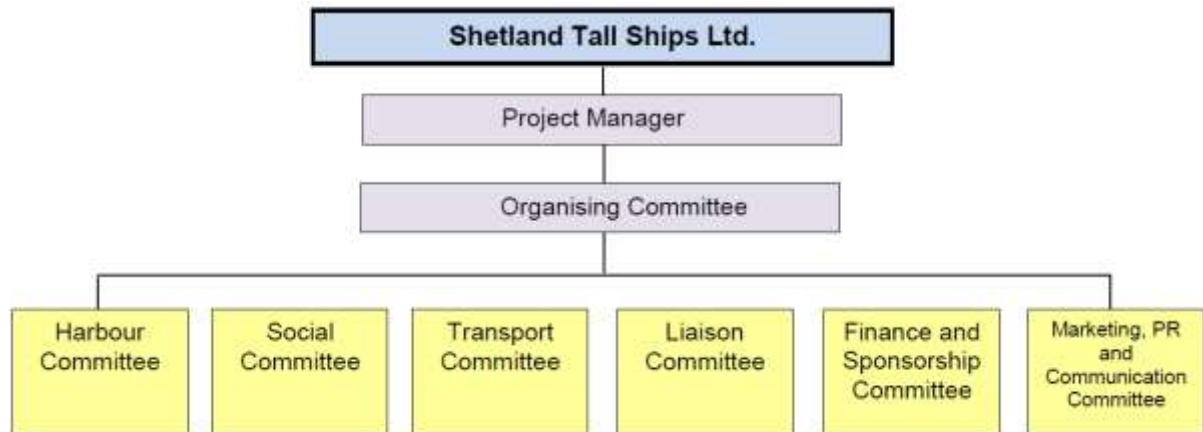 Shetland Tall Ships Ltd.
Project Manager
Organising Committee
Harbour
Committee
Social
Committee
Transport
Committee
Liaison
Committee
Finance and
Sponsorship
Committee
Marketing, PR
and
Communication
Committee